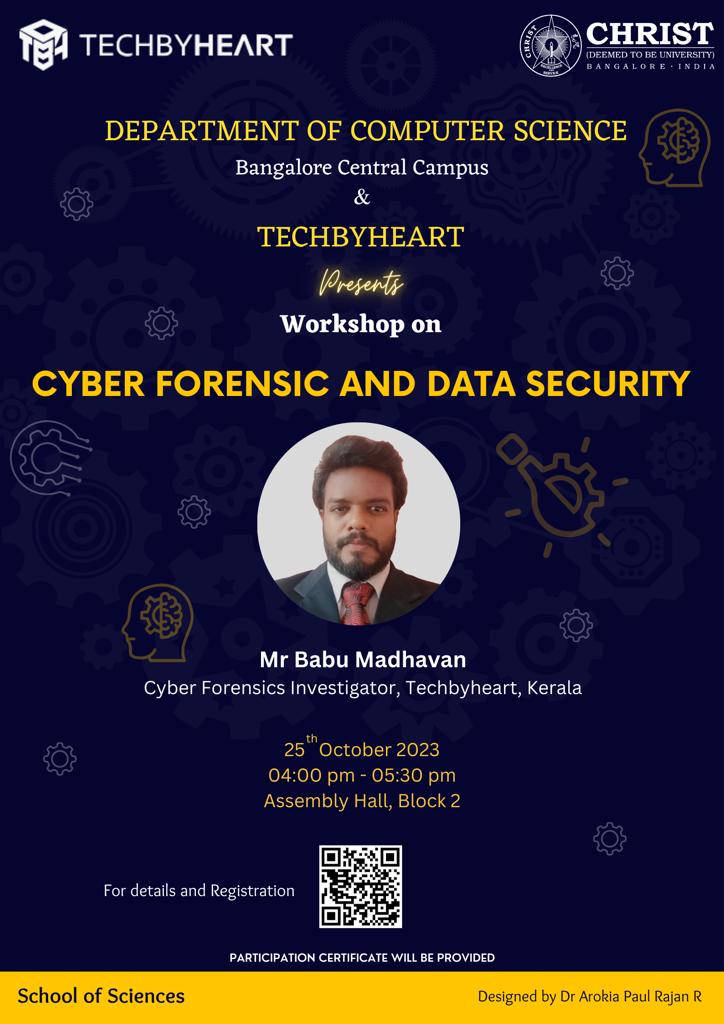 TECHBYHEART
CHRIST
(DEEMED TO BE UNIVERSITY)
BANGALORE · INDIA
CHRIST
EXCELLENCE
SERVICE
DEPARTMENT OF COMPUTER SCIENCE
Bangalore Central Campus
&
TECHBYHEART
Presents
Workshop on
CYBER FORENSIC AND DATA SECURITY
Mr Babu Madhavan
Cyber Forensics Investigator, Techbyheart, Kerala
25th October 2023
04:00 pm - 05:30 pm
Assembly Hall, Block 2
For details and Registration
PARTICIPATION CERTIFICATE WILL BE PROVIDED
School of Sciences
Designed by Dr Arokia Paul Rajan R